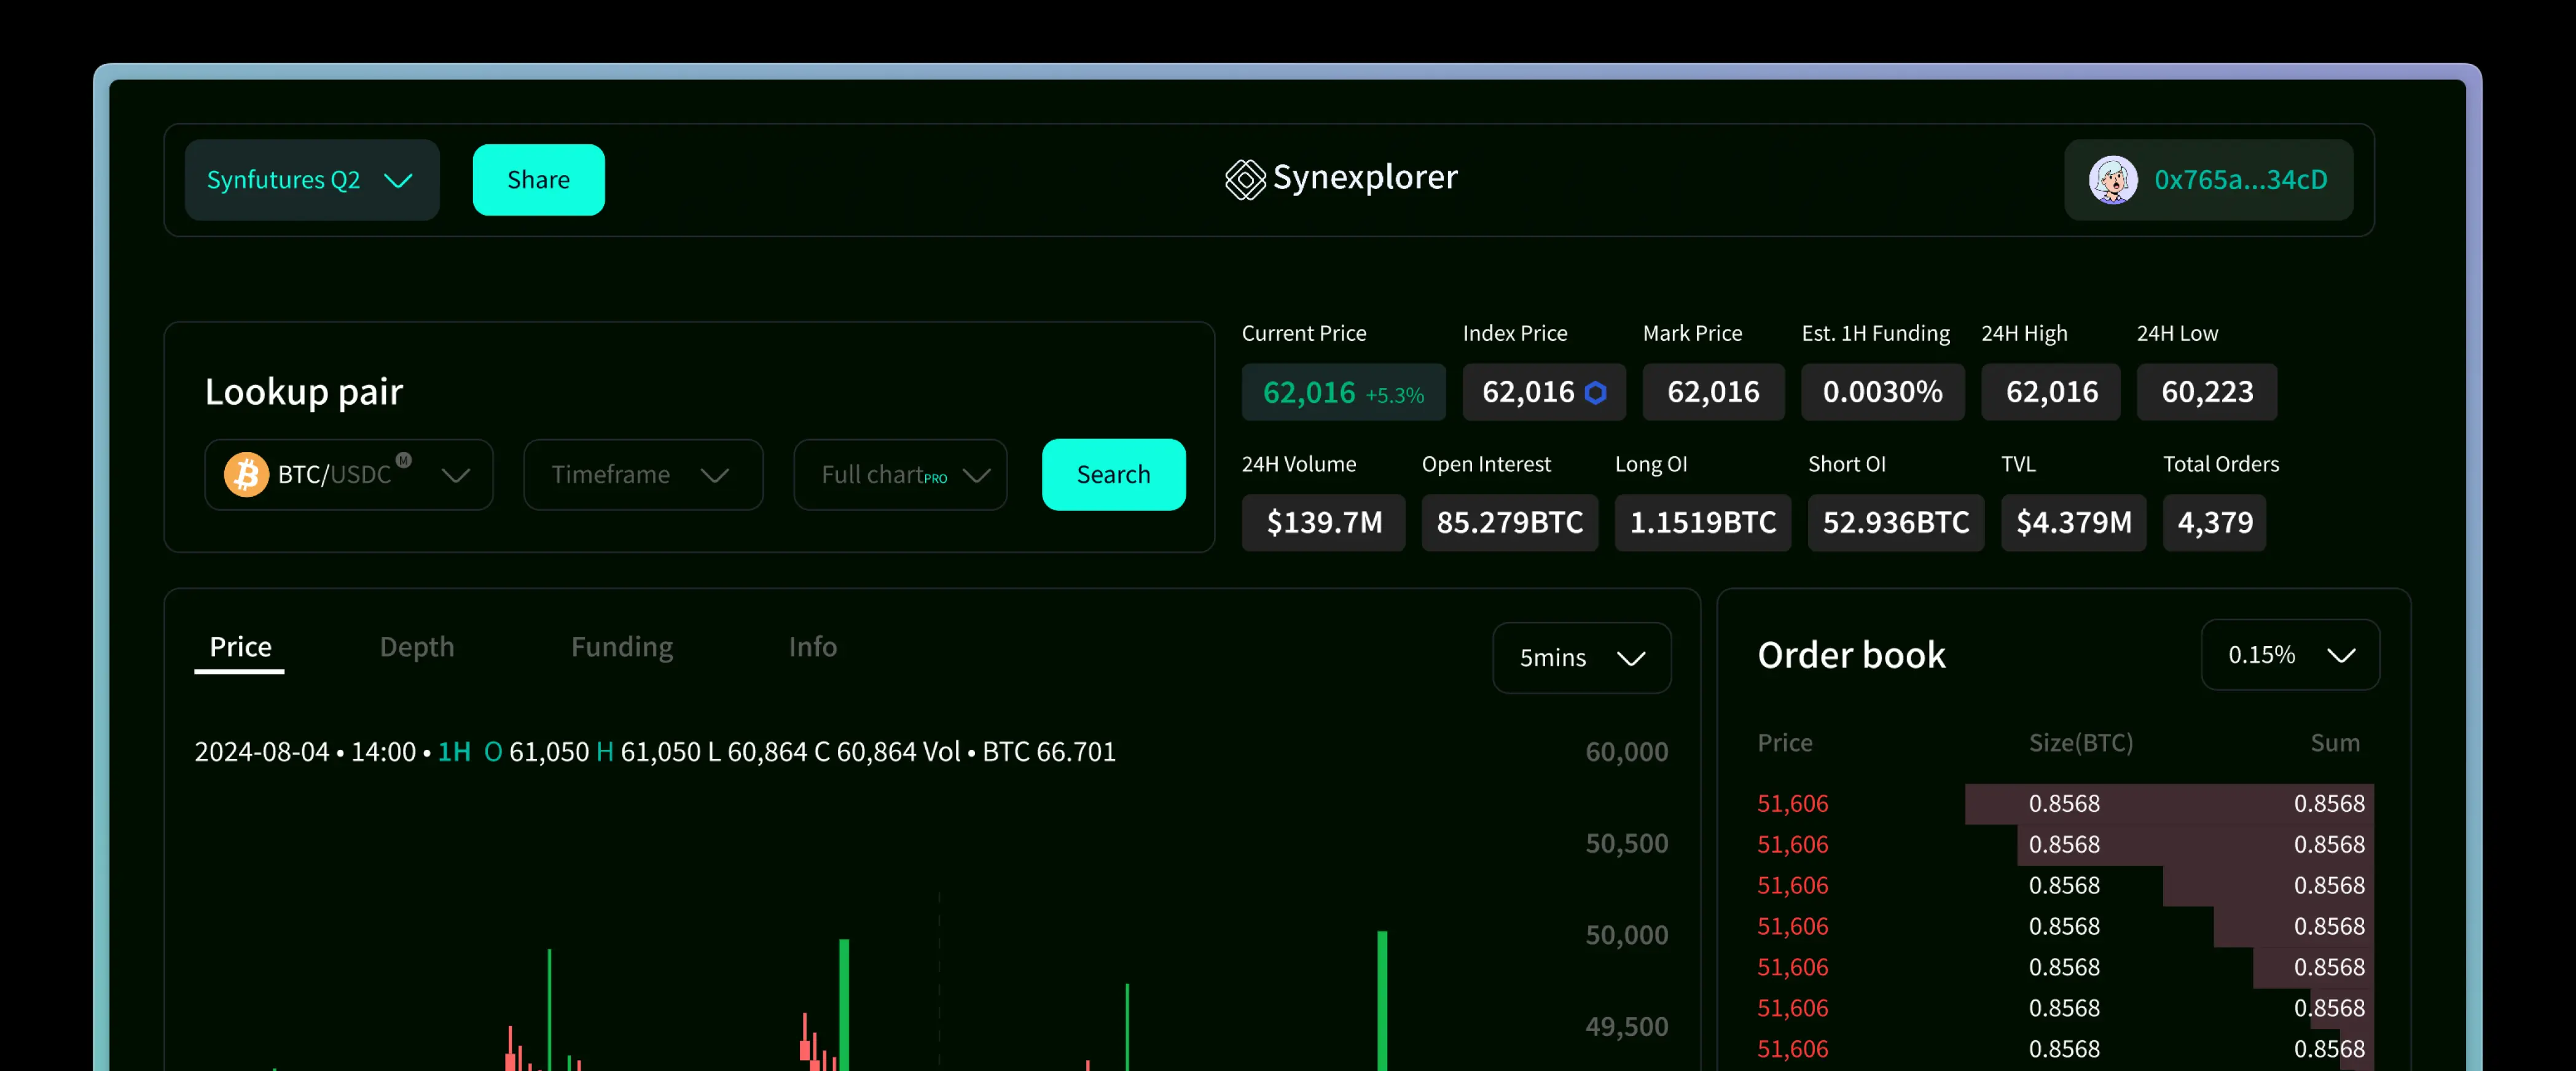 Synfutures Q2
Share
Synexplorer
0x765a...34cD
Lookup pair
BTC/USDC M
Timeframe
Full chart PRO
Search
Current Price Index Price Mark Price Est. 1H Funding 24H High 24H Low
62,016 +5.3% 62,016 62,016 0.0030% 62,016 60,223
24H Volume Open Interest Long OI Short OI TVL Total Orders
$139.7M 85.279BTC 1.1519BTC 52.936BTC $4.379M 4,379
Price Depth Funding Info
5mins
2024-08-04 • 14:00 • 1H O 61,050 H 61,050 L 60,864 C 60,864 Vol • BTC 66.701
60,000
50,500
50,000
49,500
Order book
0.15%
Price Size(BTC) Sum
51,606 0.8568 0.8568
51,606 0.8568 0.8568
51,606 0.8568 0.8568
51,606 0.8568 0.8568
51,606 0.8568 0.8568
51,606 0.8568 0.8568
51,606 0.8568 0.8568